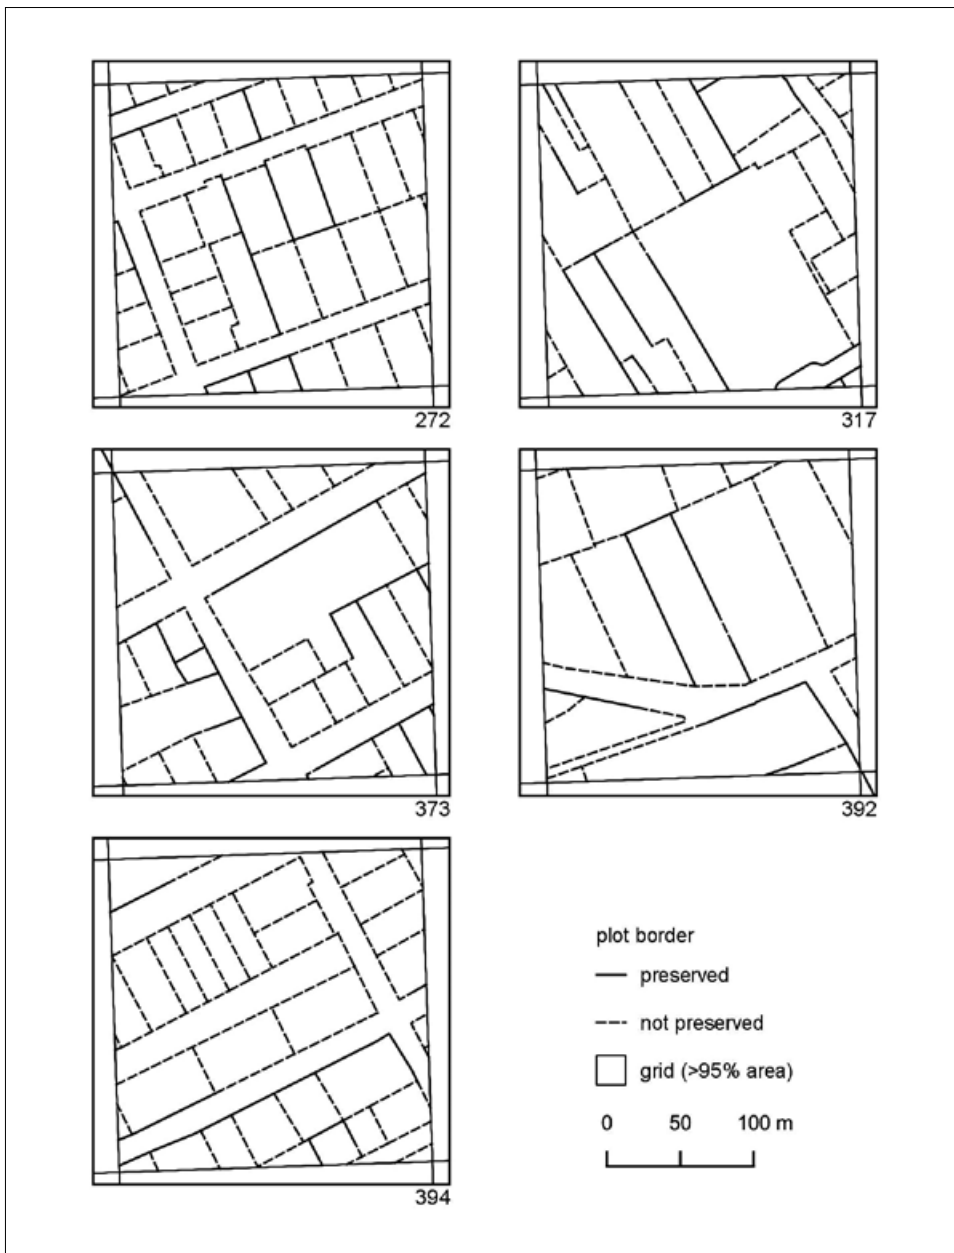 272
317
373
392
394
plot border
preserved
not preserved
grid (>95% area)
0 50 100 m